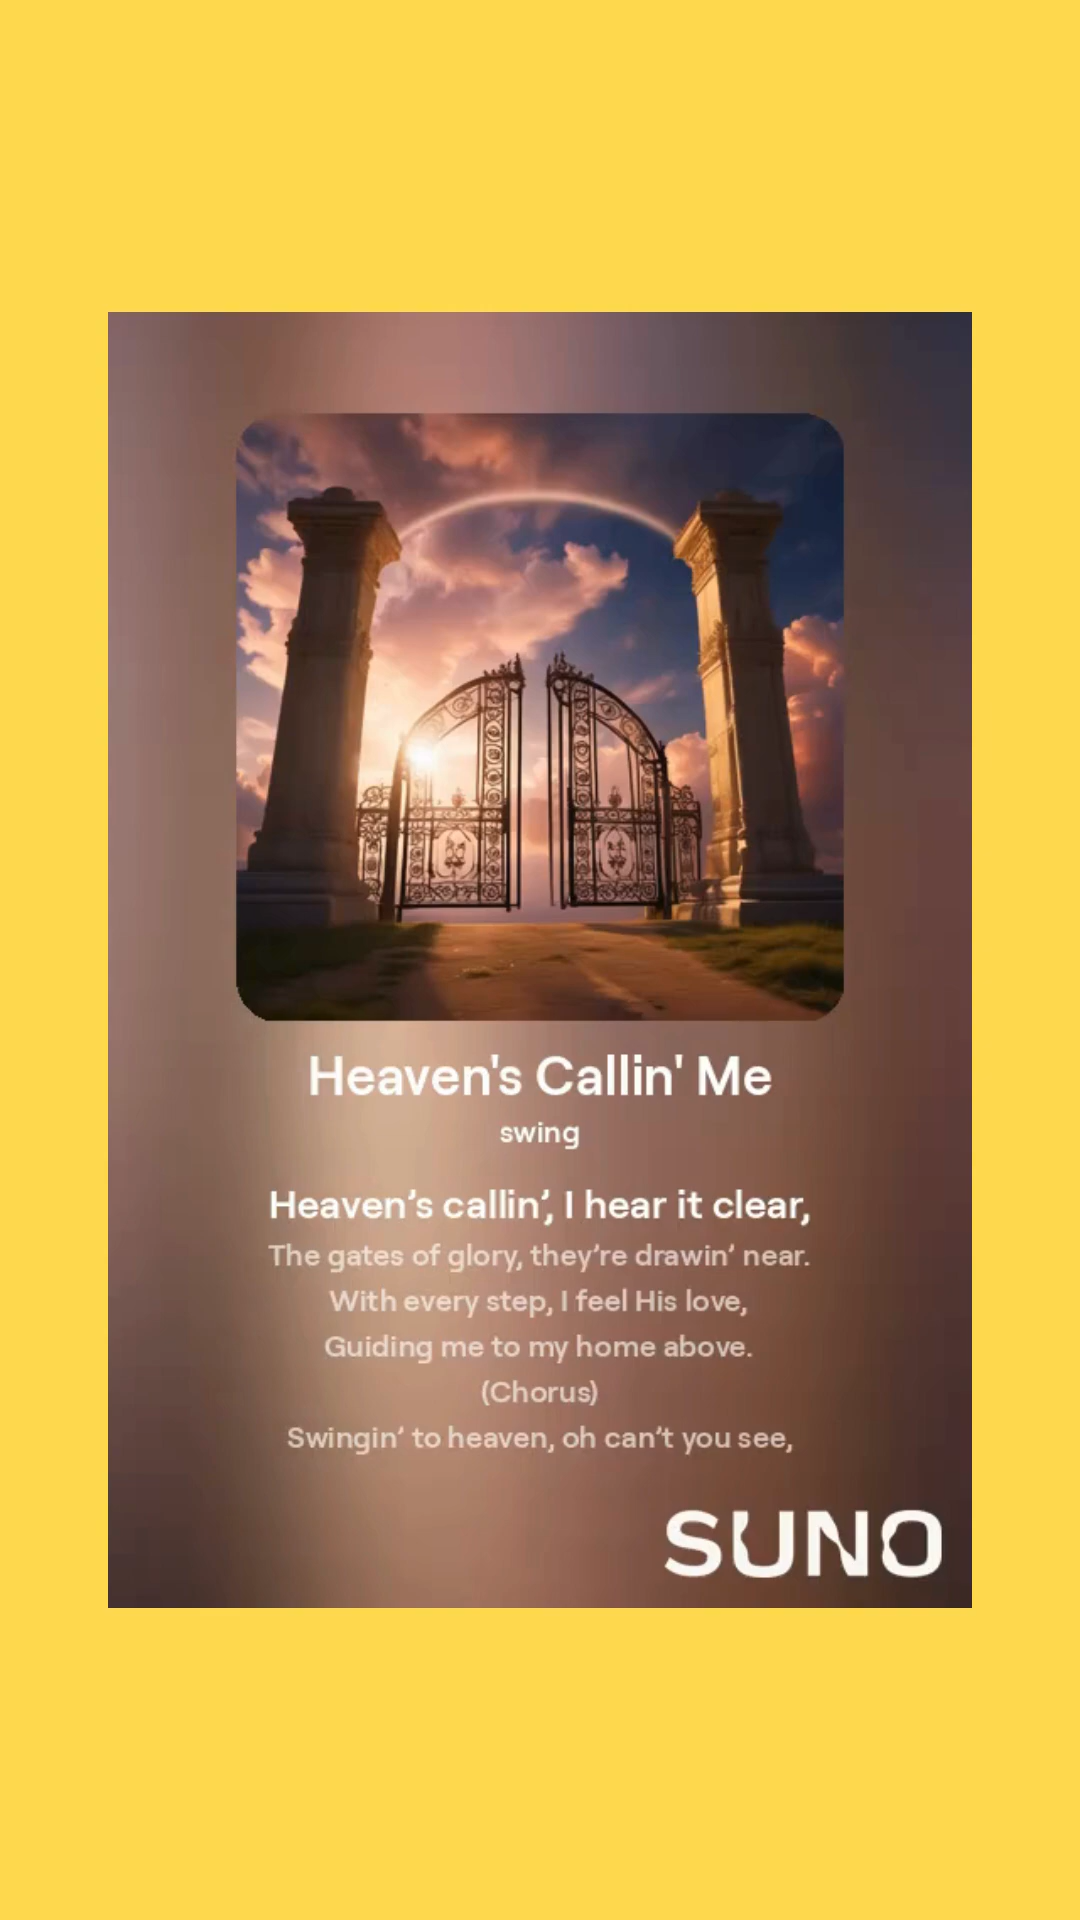 Heaven's Callin' Me
swing
Heaven’s callin’, I hear it clear,
The gates of glory, they’re drawin’ near.
With every step, I feel His love,
Guiding me to my home above.
(Chorus)
Swingin’ to heaven, oh can’t you see,
SUNO